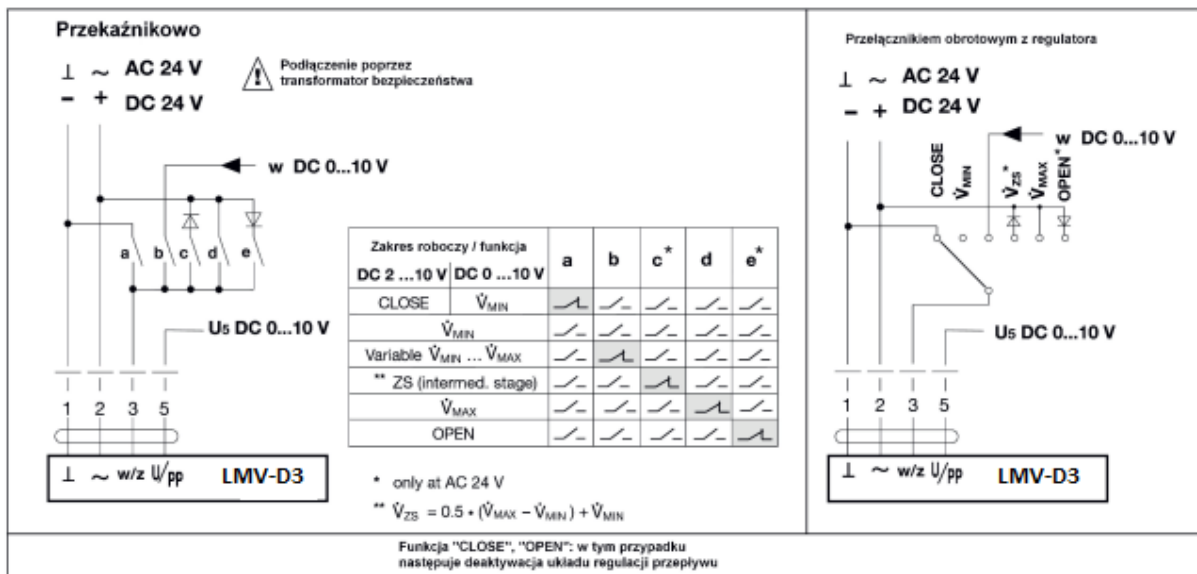 Przekaźnikowo
⊥ ~ AC 24 V
− + DC 24 V
Podłączenie poprzez
transformator bezpieczeństwa
w DC 0...10 V
a b c d e
U5 DC 0...10 V
1 2 3 5
⊥ ~ w/z U/pp LMV-D3
Zakres roboczy / funkcja a b c* d e*
DC 2 ...10 V DC 0 ...10 V
CLOSE V̇MIN
V̇MIN
Variable V̇MIN ... V̇MAX
** ZS (intermed. stage)
V̇MAX
OPEN
* only at AC 24 V
** V̇ZS = 0.5 • (V̇MAX − V̇MIN) + V̇MIN
Przełącznikiem obrotowym z regulatora
⊥ ~ AC 24 V
− + DC 24 V
w DC 0...10 V
CLOSE
V̇MIN
V̇ZS*
V̇MAX
OPEN*
U5 DC 0...10 V
1 2 3 5
⊥ ~ w/z U/pp LMV-D3
Funkcja "CLOSE", "OPEN": w tym przypadku
następuje deaktywacja układu regulacji przepływu